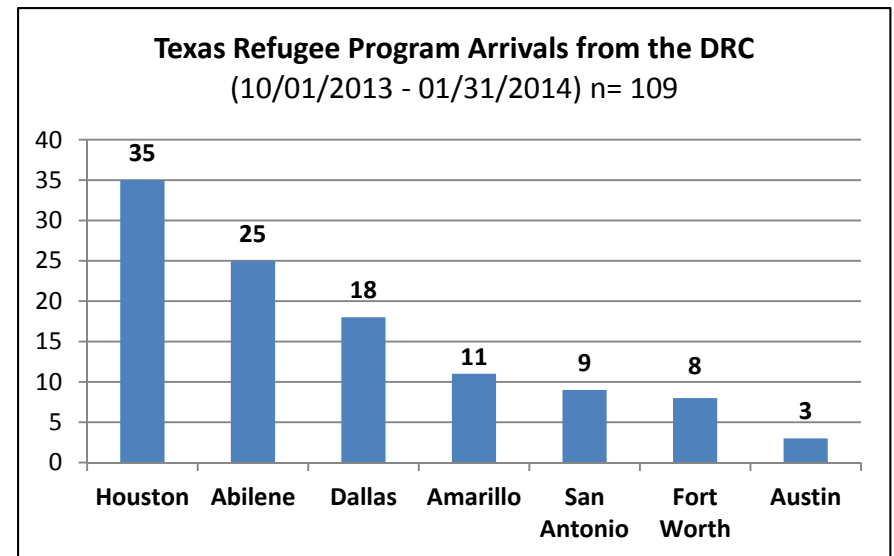 Texas Refugee Program Arrivals from the DRC
(10/01/2013 - 01/31/2014) n= 109
40
35
30
25
20
15
10
5
0
35
25
18
11
9
8
3
Houston
Abilene
Dallas
Amarillo
San
Antonio
Fort
Worth
Austin